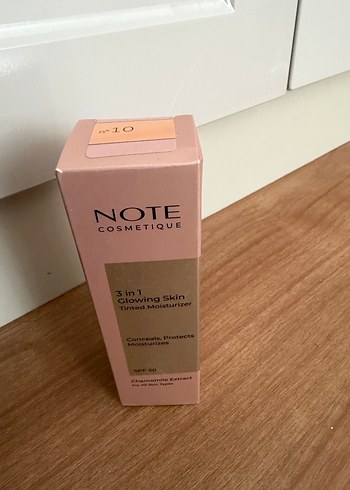 n° 10
NOTE
COSMETIQUE
3 in 1
Glowing Skin
Tinted Moisturizer
Conceals, Protects
Moisturizes
SPF 50
Chamomile Extract
For All Skin Types